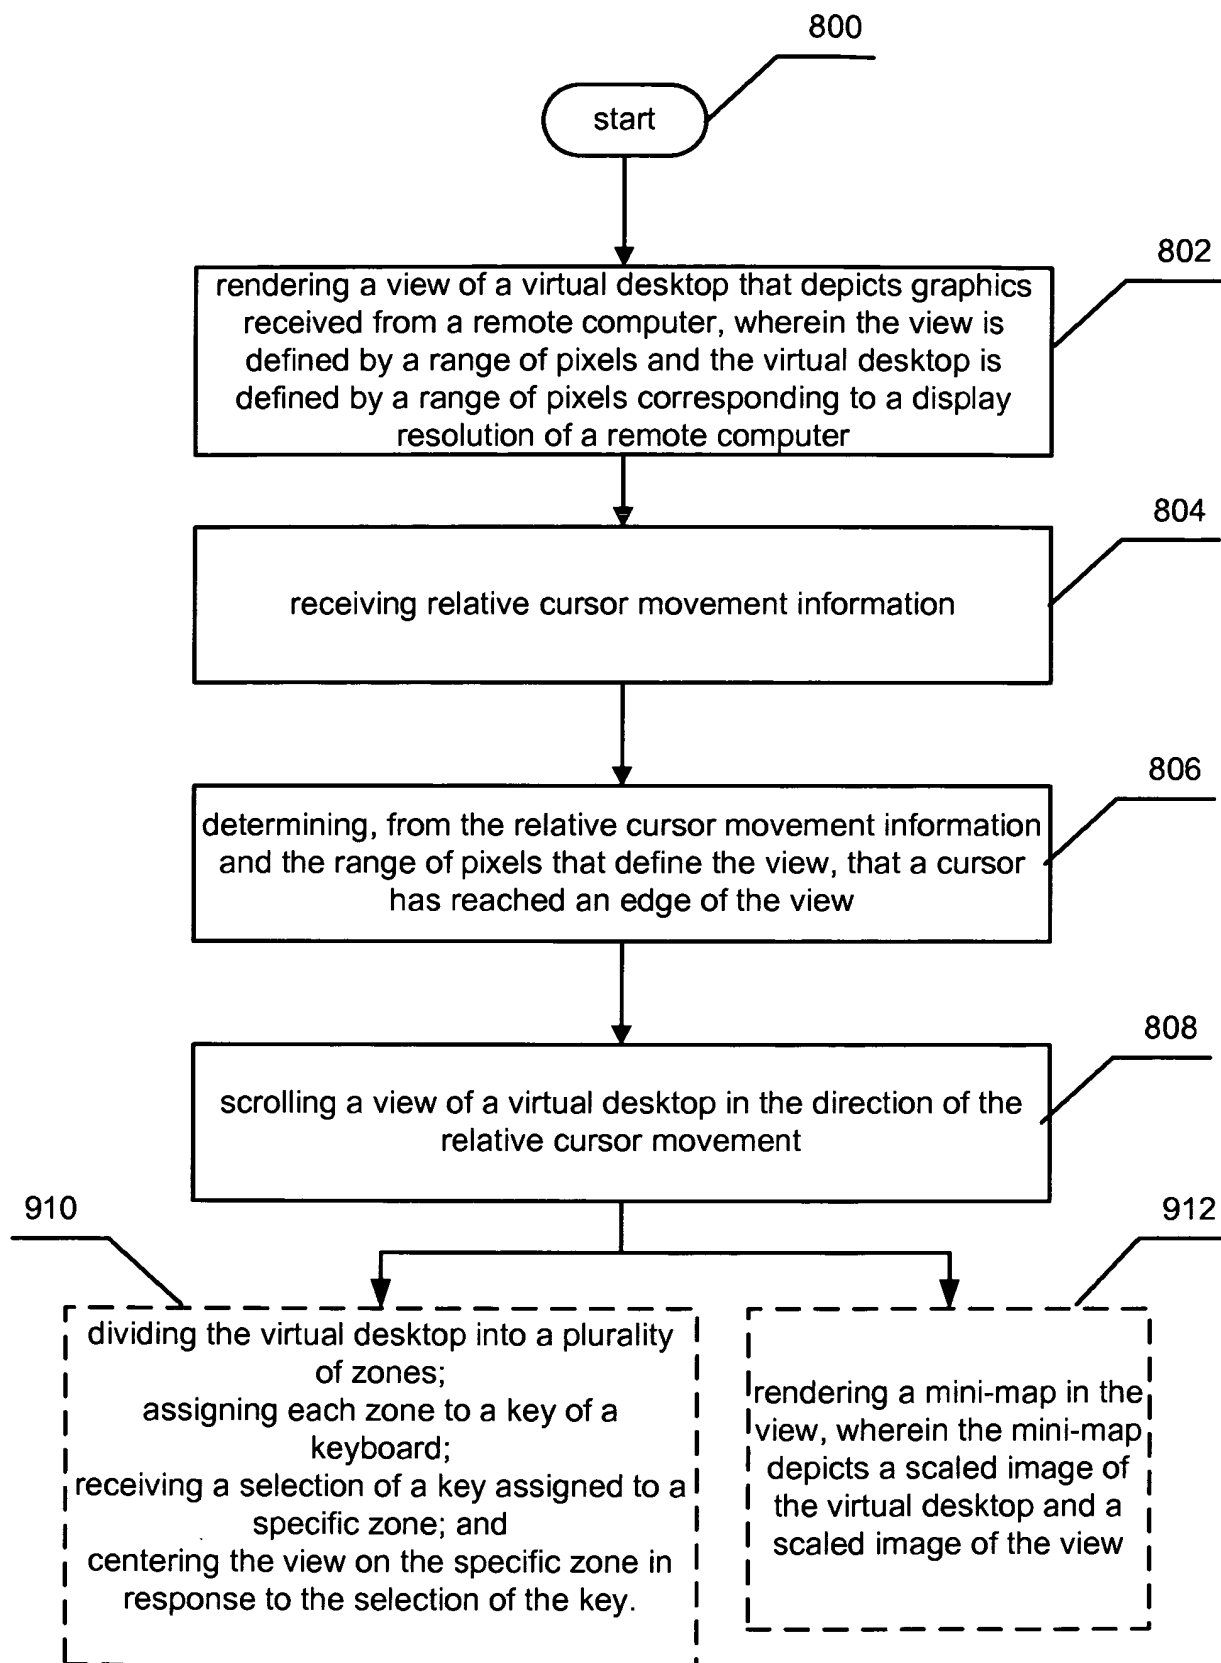 800
start
802
rendering a view of a virtual desktop that depicts graphics
received from a remote computer, wherein the view is
defined by a range of pixels and the virtual desktop is
defined by a range of pixels corresponding to a display
resolution of a remote computer
804
receiving relative cursor movement information
806
determining, from the relative cursor movement information
and the range of pixels that define the view, that a cursor
has reached an edge of the view
808
scrolling a view of a virtual desktop in the direction of the
relative cursor movement
910
dividing the virtual desktop into a plurality
of zones;
assigning each zone to a key of a
keyboard;
receiving a selection of a key assigned to a
specific zone; and
centering the view on the specific zone in
response to the selection of the key.
912
rendering a mini-map in the
view, wherein the mini-map
depicts a scaled image of
the virtual desktop and a
scaled image of the view